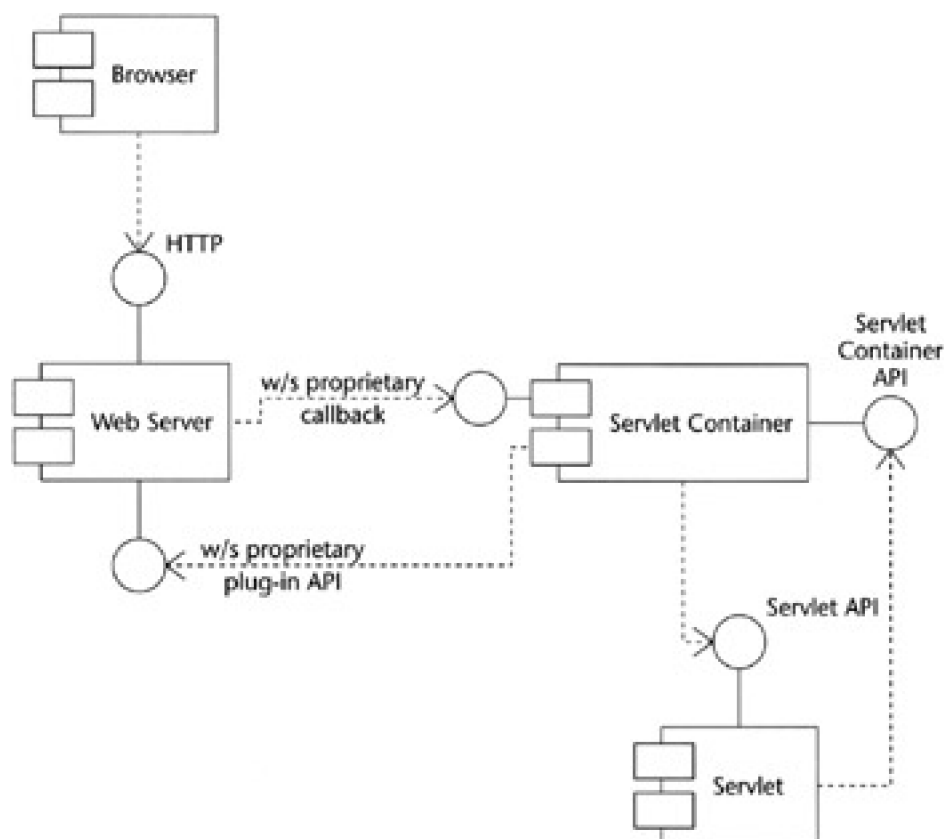 Browser
HTTP
Servlet
Container
API
w/s proprietary
callback
Web Server
Servlet Container
w/s proprietary
plug-in API
Servlet API
Servlet